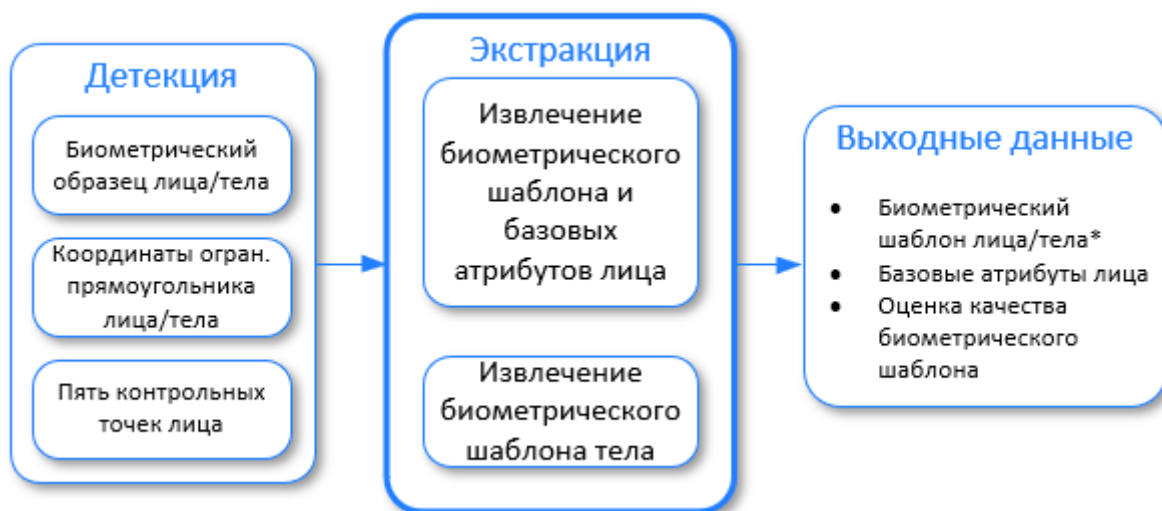 Детекция
Биометрический
образец лица/тела
Координаты огран.
прямоугольника
лица/тела
Пять контрольных
точек лица
Экстракция
Извлечение
биометрического
шаблона и
базовых
атрибутов лица
Извлечение
биометрического
шаблона тела
Выходные данные
● Биометрический
шаблон лица/тела*
● Базовые атрибуты лица
● Оценка качества
биометрического
шаблона